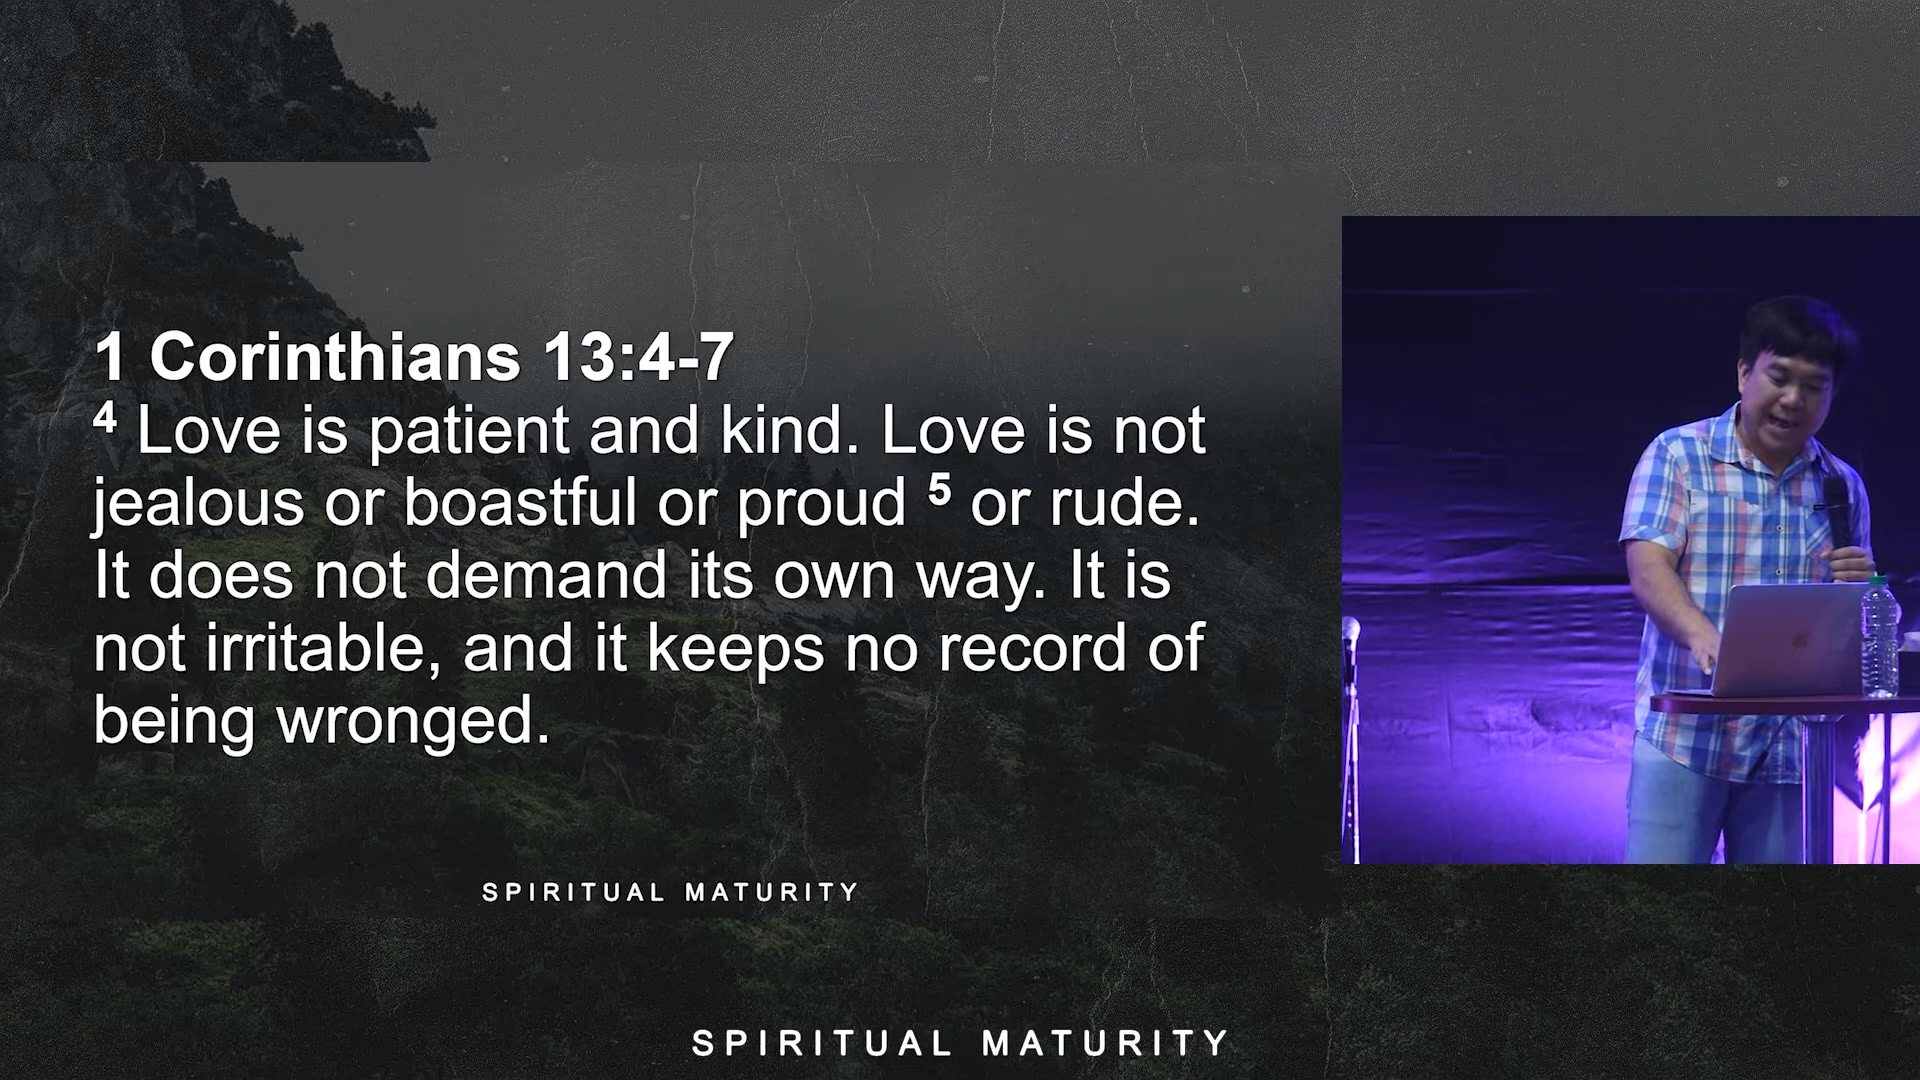 1 Corinthians 13:4-7
4 Love is patient and kind. Love is not
jealous or boastful or proud 5 or rude.
It does not demand its own way. It is
not irritable, and it keeps no record of
being wronged.
SPIRITUAL MATURITY
SPIRITUAL MATURITY